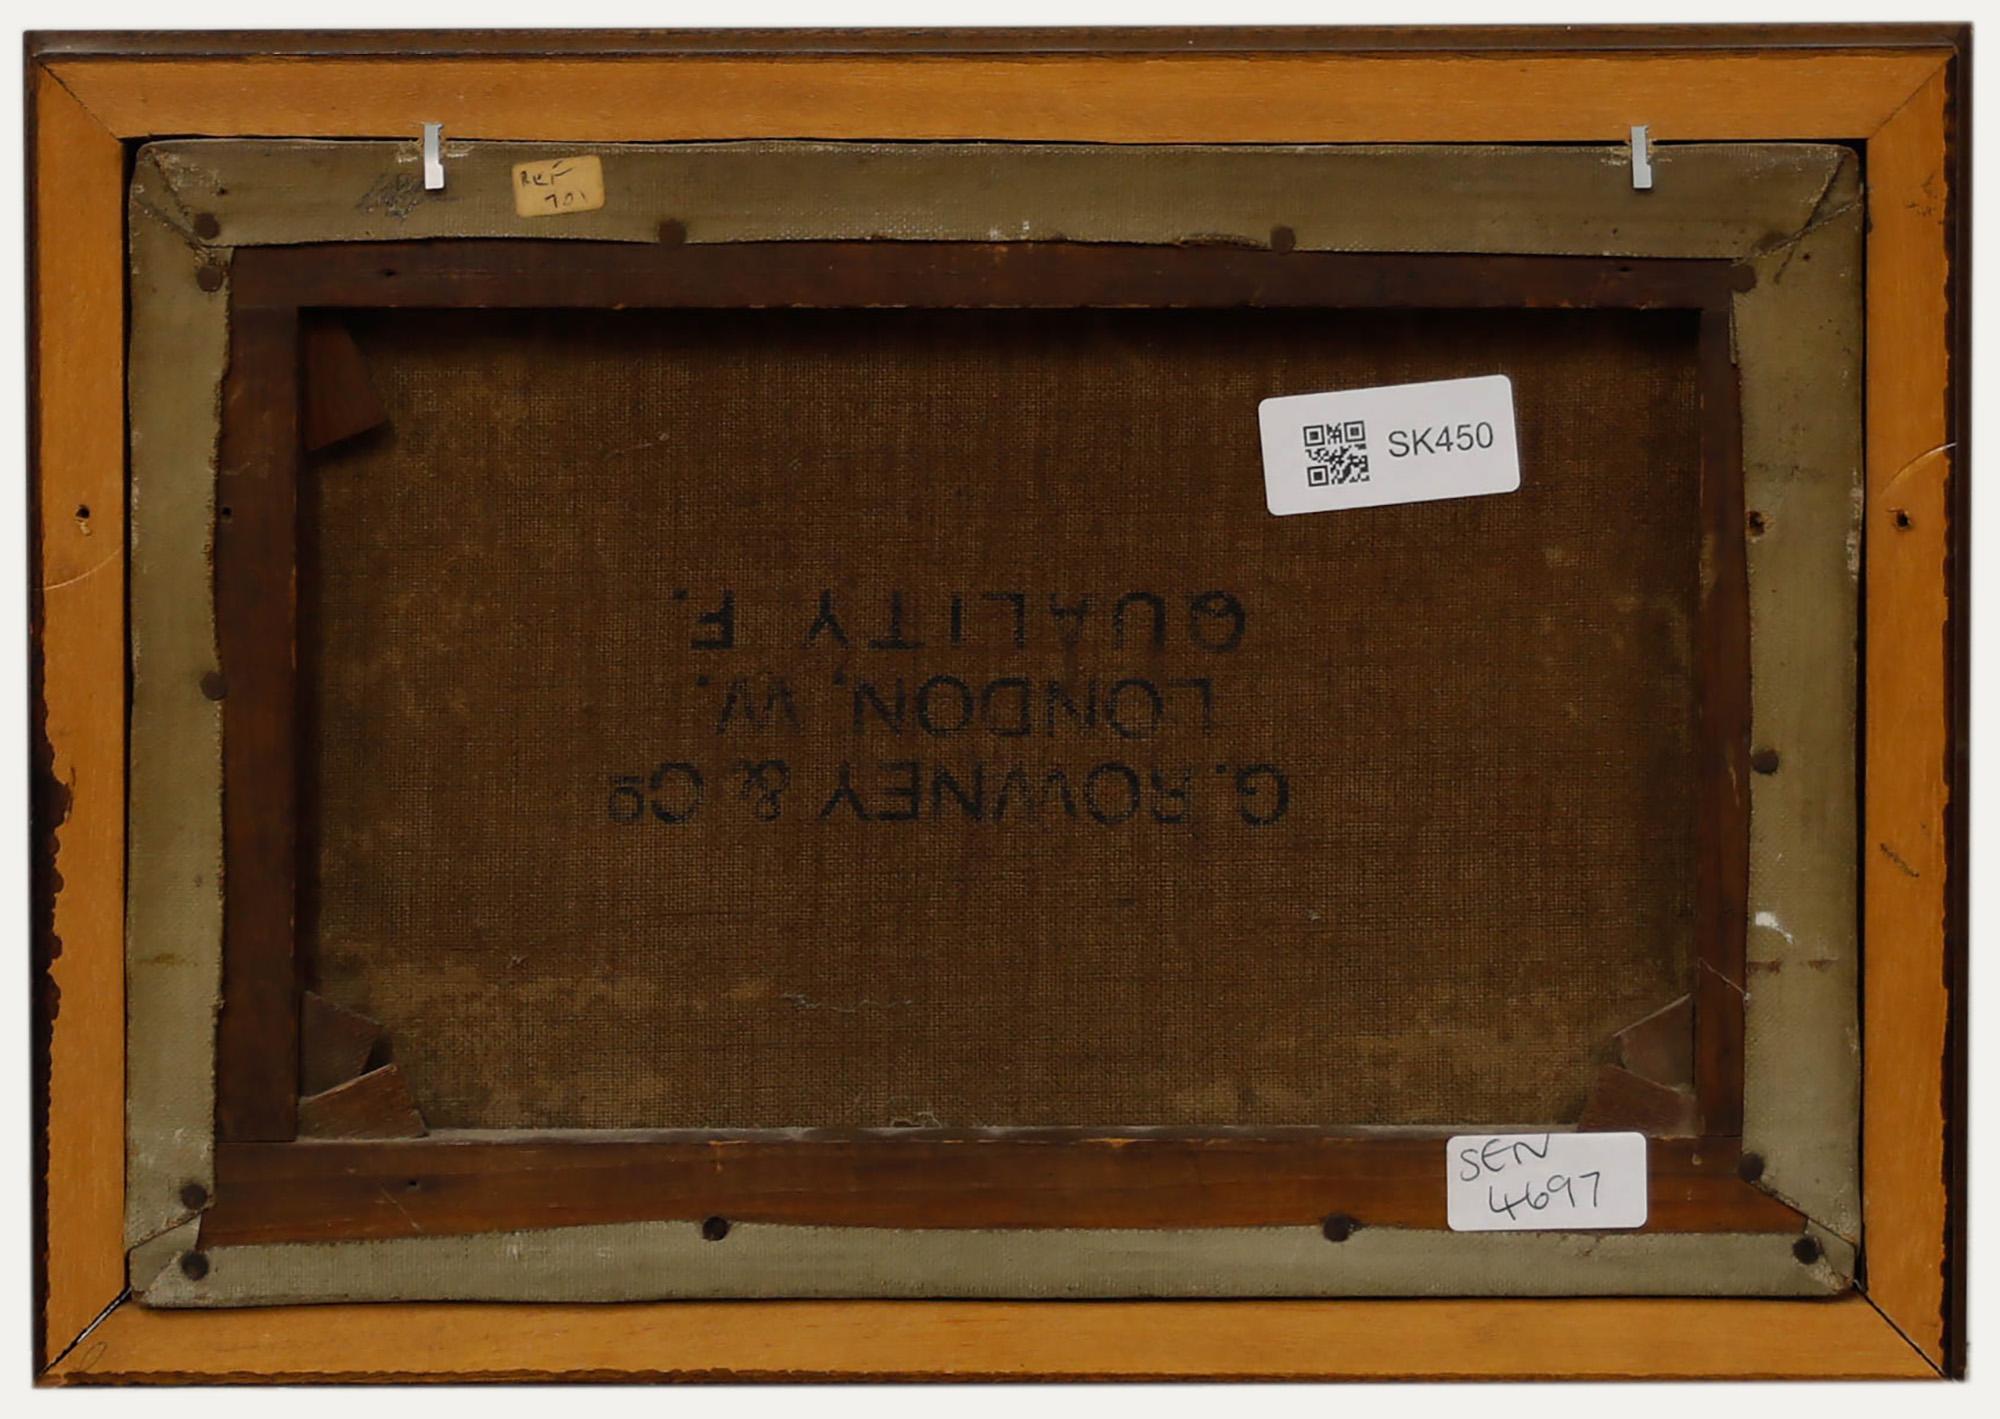 REF
701
SK450
G. ROWNEY & Cº
LONDON, W.
QUALITY F.
SEN
4697